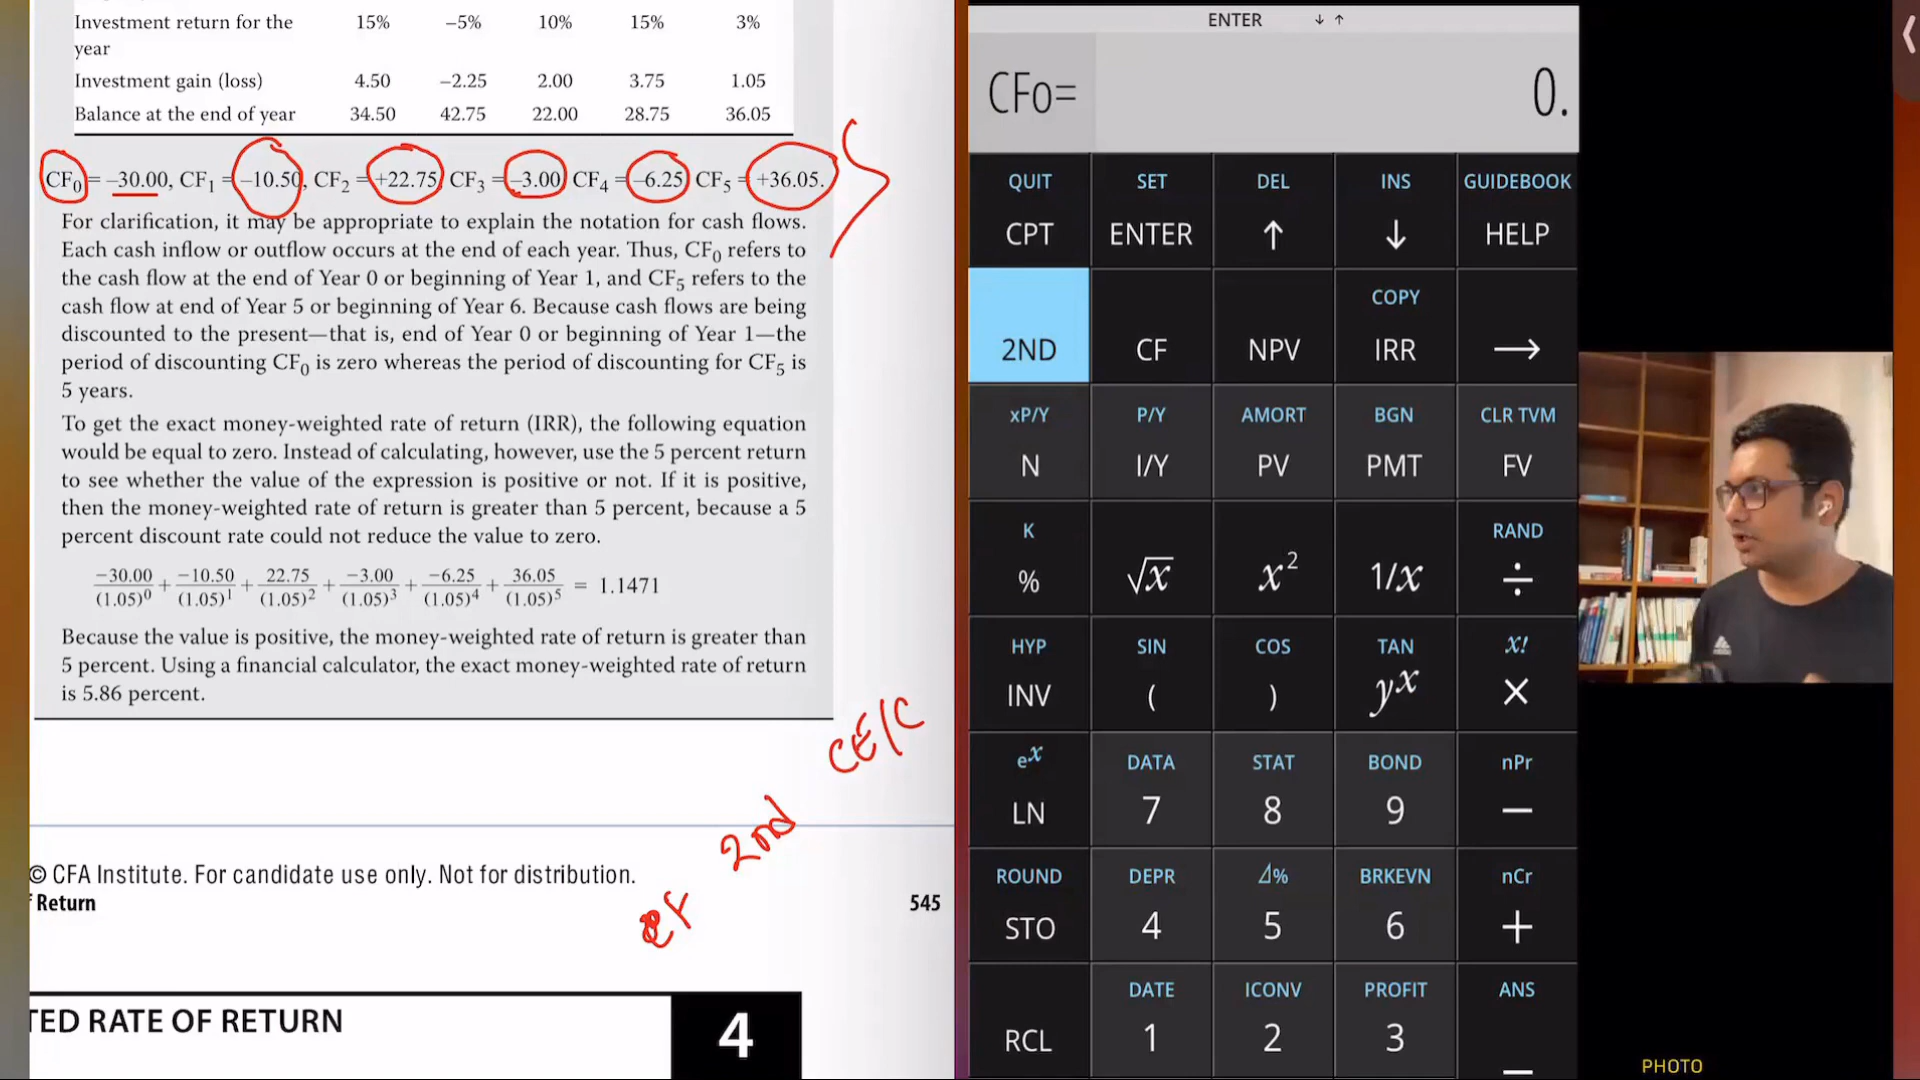 Investment return for the 15% −5% 10% 15% 3%
year
Investment gain (loss) 4.50 −2.25 2.00 3.75 1.05
Balance at the end of year 34.50 42.75 22.00 28.75 36.05
CF0 = −30.00, CF1 = −10.50, CF2 = +22.75, CF3 = −3.00 CF4 = −6.25 CF5 = +36.05.
For clarification, it may be appropriate to explain the notation for cash flows.
Each cash inflow or outflow occurs at the end of each year. Thus, CF0 refers to
the cash flow at the end of Year 0 or beginning of Year 1, and CF5 refers to the
cash flow at end of Year 5 or beginning of Year 6. Because cash flows are being
discounted to the present—that is, end of Year 0 or beginning of Year 1—the
period of discounting CF0 is zero whereas the period of discounting for CF5 is
5 years.
To get the exact money-weighted rate of return (IRR), the following equation
would be equal to zero. Instead of calculating, however, use the 5 percent return
to see whether the value of the expression is positive or not. If it is positive,
then the money-weighted rate of return is greater than 5 percent, because a 5
percent discount rate could not reduce the value to zero.
−30.00/(1.05)^0 + −10.50/(1.05)^1 + 22.75/(1.05)^2 + −3.00/(1.05)^3 + −6.25/(1.05)^4 + 36.05/(1.05)^5 = 1.1471
Because the value is positive, the money-weighted rate of return is greater than
5 percent. Using a financial calculator, the exact money-weighted rate of return
is 5.86 percent.
CE/C
2nd
© CFA Institute. For candidate use only. Not for distribution.
Return 545
TED RATE OF RETURN 4
ENTER ↓ ↑
CFo= 0.
QUIT SET DEL INS GUIDEBOOK
CPT ENTER ↑ ↓ HELP
COPY
2ND CF NPV IRR →
xP/Y P/Y AMORT BGN CLR TVM
N I/Y PV PMT FV
K RAND
% √x x² 1/x ÷
HYP SIN COS TAN x!
INV ( ) yˣ ×
eˣ DATA STAT BOND nPr
LN 7 8 9 −
ROUND DEPR Δ% BRKEVN nCr
STO 4 5 6 +
DATE ICONV PROFIT ANS
RCL 1 2 3
PHOTO